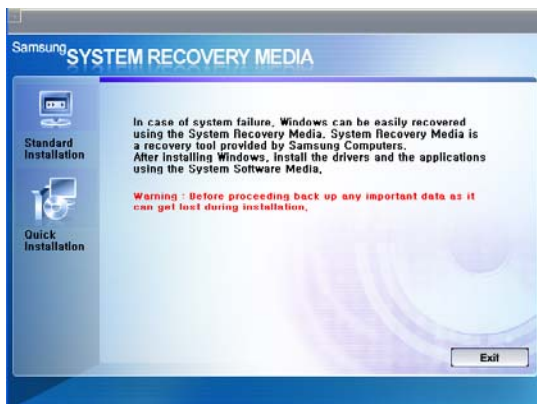 Samsung SYSTEM RECOVERY MEDIA
Standard
Installation
Quick
Installation
In case of system failure, Windows can be easily recovered
using the System Recovery Media. System Recovery Media is
a recovery tool provided by Samsung Computers.
After installing Windows, install the drivers and the applications
using the System Software Media.
Warning : Before proceeding back up any important data as it
can get lost during installation.
Exit